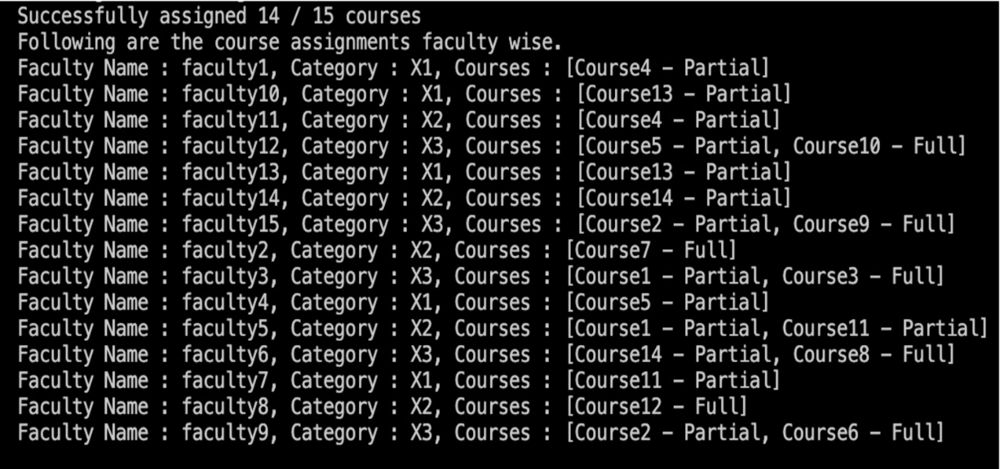 Successfully assigned 14 / 15 courses
Following are the course assignments faculty wise.
Faculty Name : faculty1, Category : X1, Courses : [Course4 – Partial]
Faculty Name : faculty10, Category : X1, Courses : [Course13 – Partial]
Faculty Name : faculty11, Category : X2, Courses : [Course4 – Partial]
Faculty Name : faculty12, Category : X3, Courses : [Course5 – Partial, Course10 – Full]
Faculty Name : faculty13, Category : X1, Courses : [Course13 – Partial]
Faculty Name : faculty14, Category : X2, Courses : [Course14 – Partial]
Faculty Name : faculty15, Category : X3, Courses : [Course2 – Partial, Course9 – Full]
Faculty Name : faculty2, Category : X2, Courses : [Course7 – Full]
Faculty Name : faculty3, Category : X3, Courses : [Course1 – Partial, Course3 – Full]
Faculty Name : faculty4, Category : X1, Courses : [Course5 – Partial]
Faculty Name : faculty5, Category : X2, Courses : [Course1 – Partial, Course11 – Partial]
Faculty Name : faculty6, Category : X3, Courses : [Course14 – Partial, Course8 – Full]
Faculty Name : faculty7, Category : X1, Courses : [Course11 – Partial]
Faculty Name : faculty8, Category : X2, Courses : [Course12 – Full]
Faculty Name : faculty9, Category : X3, Courses : [Course2 – Partial, Course6 – Full]